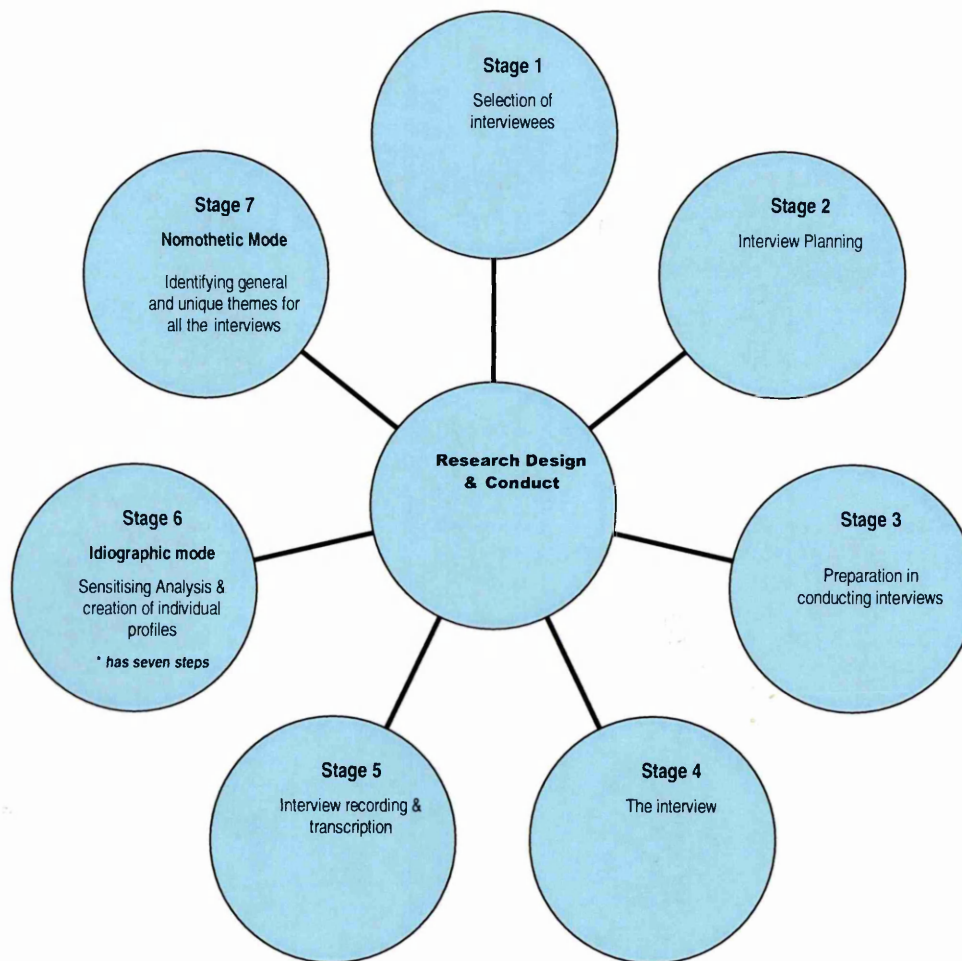 Stage 1
Selection of
interviewees
Stage 2
Interview Planning
Stage 3
Preparation in
conducting interviews
Stage 4
The interview
Stage 5
Interview recording &
transcription
Stage 6
Idiographic mode
Sensitising Analysis &
creation of individual
profiles
* has seven steps
Stage 7
Nomothetic Mode
Identifying general
and unique themes for
all the interviews
Research Design
& Conduct